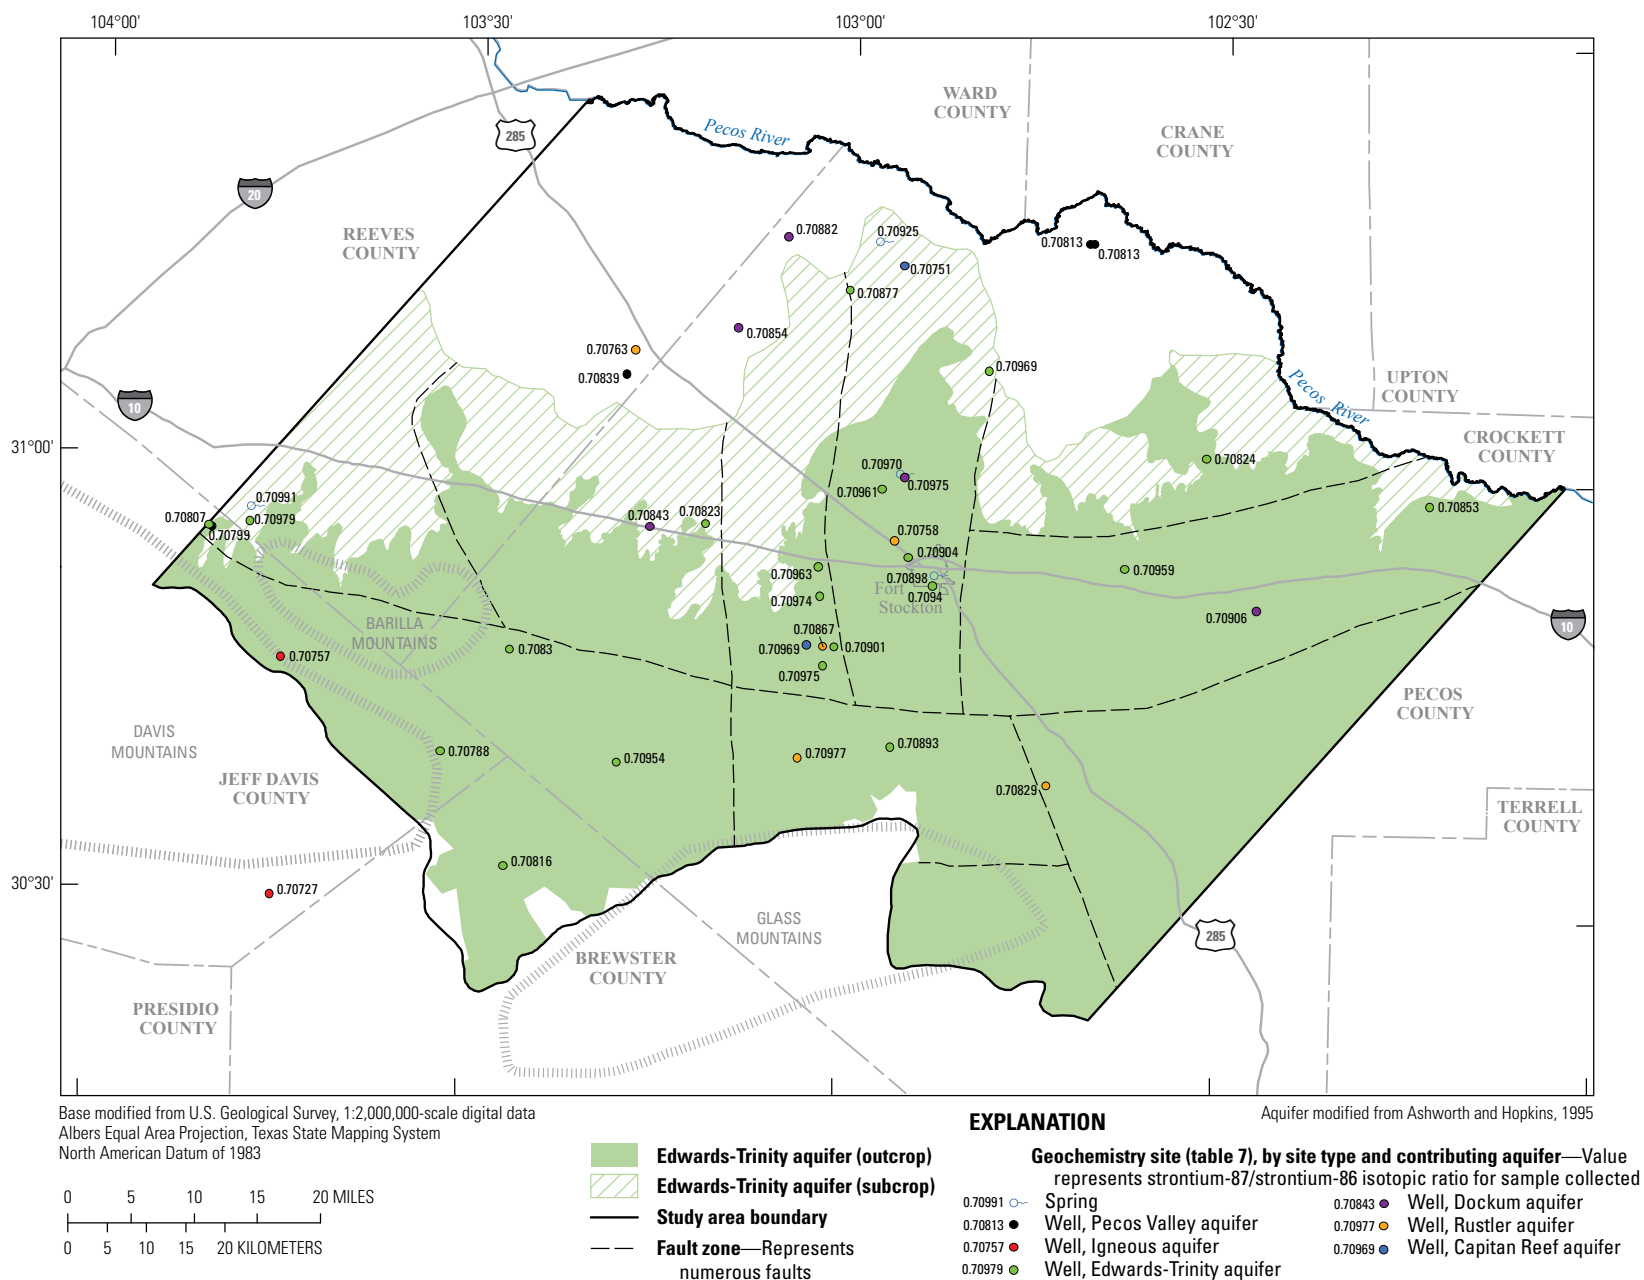 104°00'
103°30'
103°00'
102°30'
WARD
COUNTY
CRANE
COUNTY
Pecos River
285
20
REEVES
COUNTY
0.70882
0.70925
0.70813
0.70813
0.70751
0.70877
0.70854
0.70763
0.70839
0.70969
Pecos River
UPTON
COUNTY
10
CROCKETT
COUNTY
31°00'
0.70824
0.70970
0.70975
0.70961
0.70991
0.70979
0.70807
0.70799
0.70843
0.70823
0.70853
0.70758
0.70904
0.70963
0.70898
0.7094
Fort
Stockton
0.70959
0.70974
0.70906
10
BARILLA
MOUNTAINS
0.70867
0.70969
0.70901
0.70975
0.70757
0.7083
PECOS
COUNTY
DAVIS
MOUNTAINS
0.70788
0.70954
0.70977
0.70893
JEFF DAVIS
COUNTY
0.70829
TERRELL
COUNTY
0.70816
30°30'
0.70727
GLASS
MOUNTAINS
285
BREWSTER
COUNTY
PRESIDIO
COUNTY
Base modified from U.S. Geological Survey, 1:2,000,000-scale digital data
Albers Equal Area Projection, Texas State Mapping System
North American Datum of 1983
Aquifer modified from Ashworth and Hopkins, 1995
0 5 10 15 20 MILES
0 5 10 15 20 KILOMETERS
EXPLANATION
Edwards-Trinity aquifer (outcrop)
Edwards-Trinity aquifer (subcrop)
Study area boundary
Fault zone—Represents
numerous faults
Geochemistry site (table 7), by site type and contributing aquifer—Value
represents strontium-87/strontium-86 isotopic ratio for sample collected
0.70991 Spring
0.70813 Well, Pecos Valley aquifer
0.70757 Well, Igneous aquifer
0.70979 Well, Edwards-Trinity aquifer
0.70843 Well, Dockum aquifer
0.70977 Well, Rustler aquifer
0.70969 Well, Capitan Reef aquifer